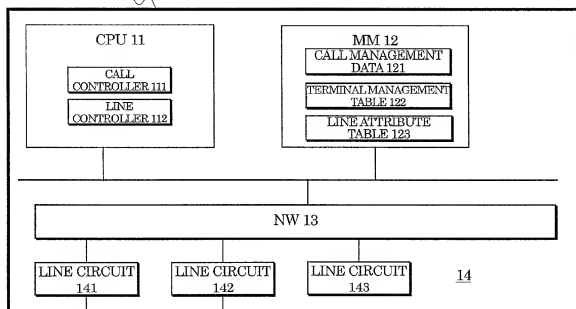 CPU 11
CALL
CONTROLLER 111
LINE
CONTROLLER 112
MM 12
CALL MANAGEMENT
DATA 121
TERMINAL MANAGEMENT
TABLE 122
LINE ATTRIBUTE
TABLE 123
NW 13
LINE CIRCUIT
141
LINE CIRCUIT
142
LINE CIRCUIT
143
14